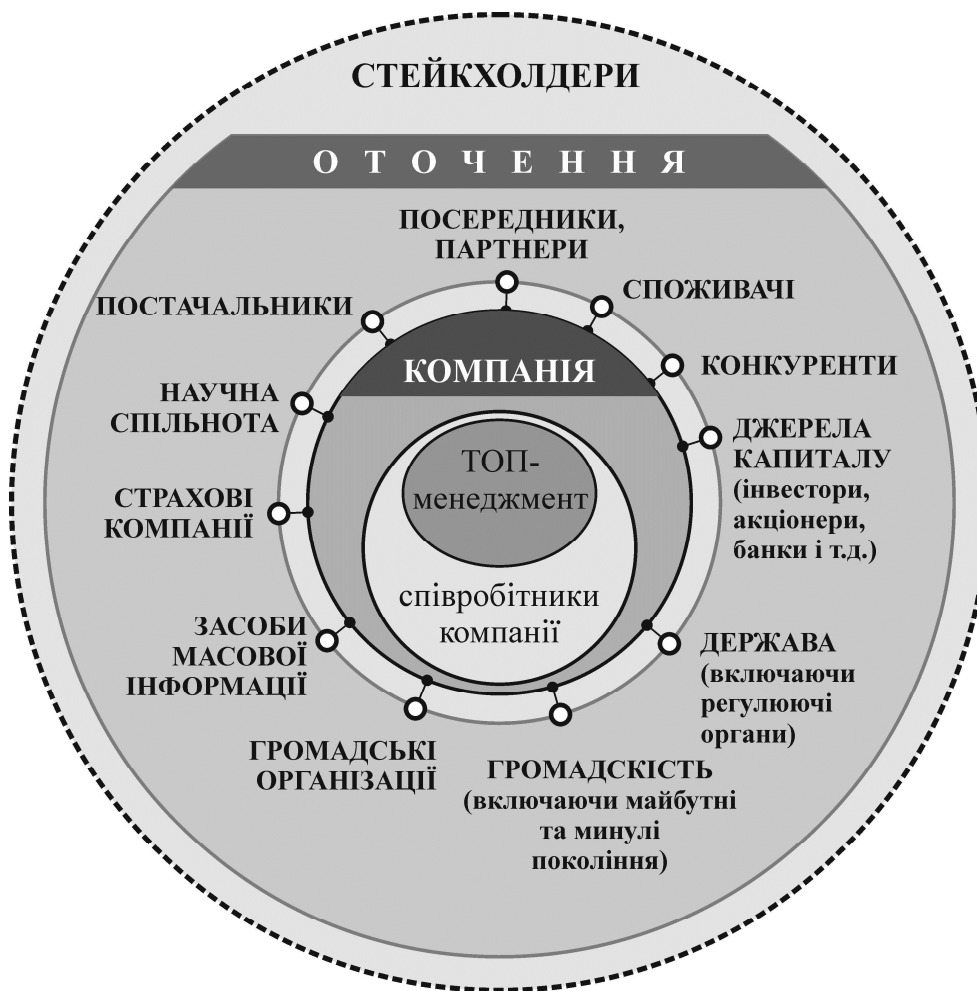 СТЕЙКХОЛДЕРИ
ОТОЧЕННЯ
ПОСЕРЕДНИКИ,
ПАРТНЕРИ
СПОЖИВАЧІ
ПОСТАЧАЛЬНИКИ
КОМПАНІЯ
КОНКУРЕНТИ
НАУЧНА
СПІЛЬНОТА
ДЖЕРЕЛА
КАПИТАЛУ
(інвестори,
акціонери,
банки і т.д.)
ТОП-
менеджмент
СТРАХОВІ
КОМПАНІЇ
співробітники
компанії
ЗАСОБИ
МАСОВОЇ
ІНФОРМАЦІЇ
ДЕРЖАВА
(включаючи
регулюючі
органи)
ГРОМАДСЬКІ
ОРГАНІЗАЦІЇ
ГРОМАДСКІСТЬ
(включаючи майбутні
та минулі
покоління)